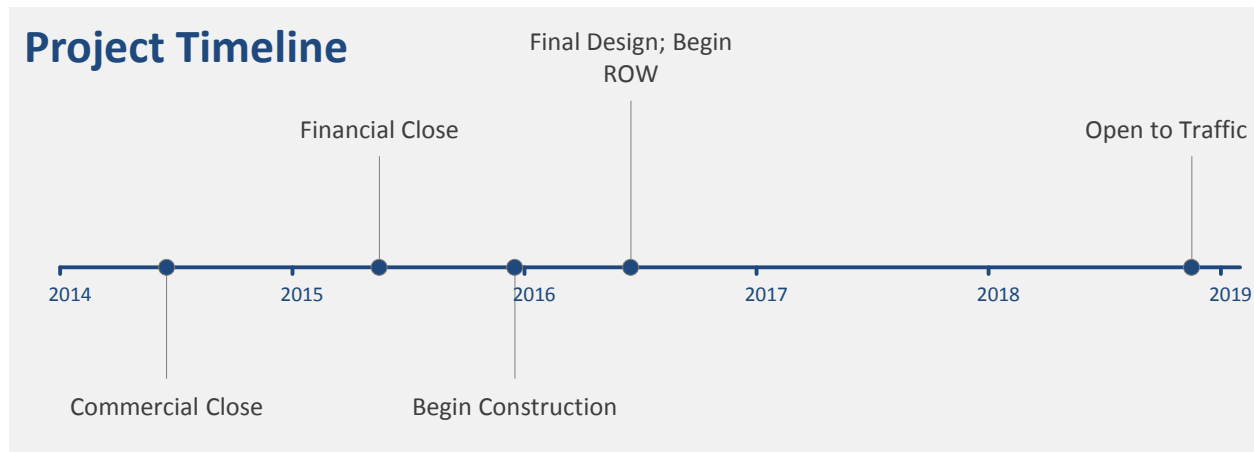 Project Timeline
Final Design; Begin
ROW
Financial Close
Open to Traffic
2014
2015
2016
2017
2018
2019
Commercial Close
Begin Construction